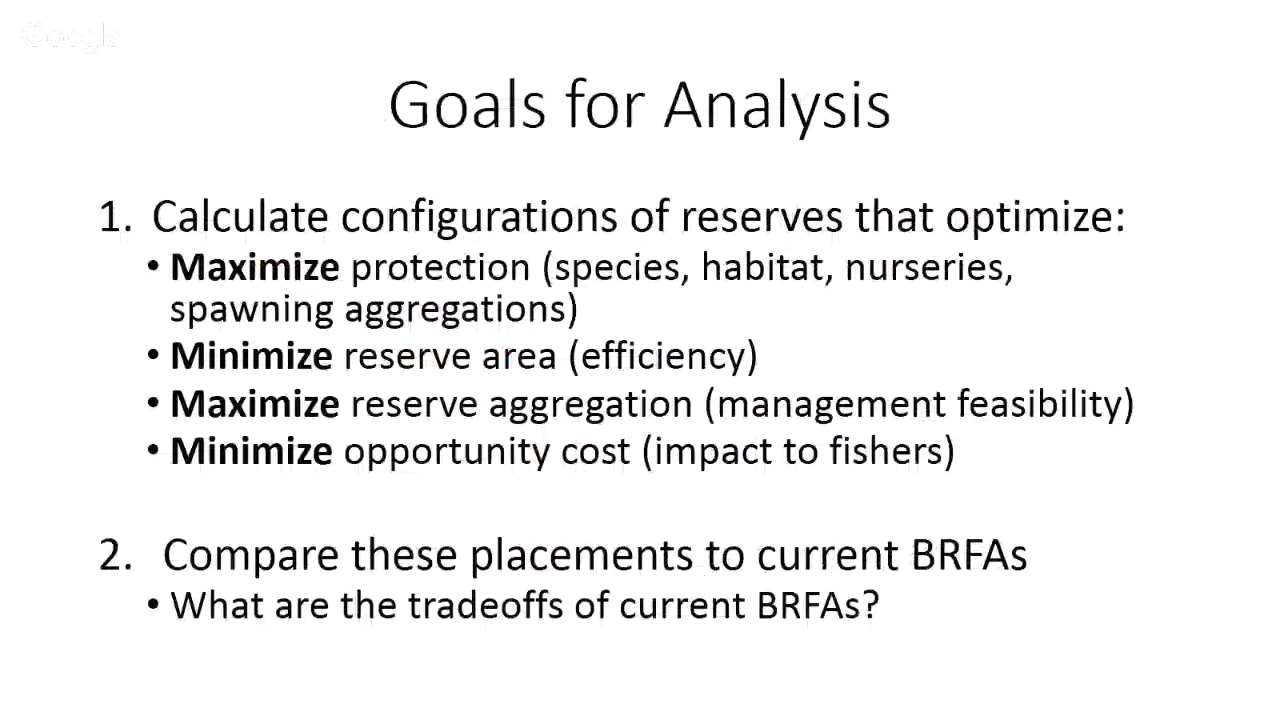 Google
Goals for Analysis
1. Calculate configurations of reserves that optimize:
• Maximize protection (species, habitat, nurseries,
spawning aggregations)
• Minimize reserve area (efficiency)
• Maximize reserve aggregation (management feasibility)
• Minimize opportunity cost (impact to fishers)
2. Compare these placements to current BRFAs
• What are the tradeoffs of current BRFAs?